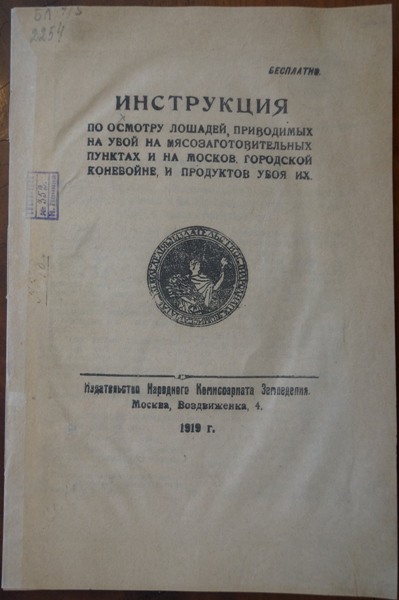 2254
БЕСПЛАТНО.
ИНСТРУКЦИЯ
ПО ОСМОТРУ ЛОШАДЕЙ, ПРИВОДИМЫХ
НА УБОЙ НА МЯСОЗАГОТОВИТЕЛЬНЫХ
ПУНКТАХ И НА МОСКОВ. ГОРОДСКОЙ
КОНЕБОЙНЕ, И ПРОДУКТОВ УБОЯ ИХ.
Издательство Народного Комиссариата Земледелия.
Москва, Воздвиженка, 4.
1919 г.